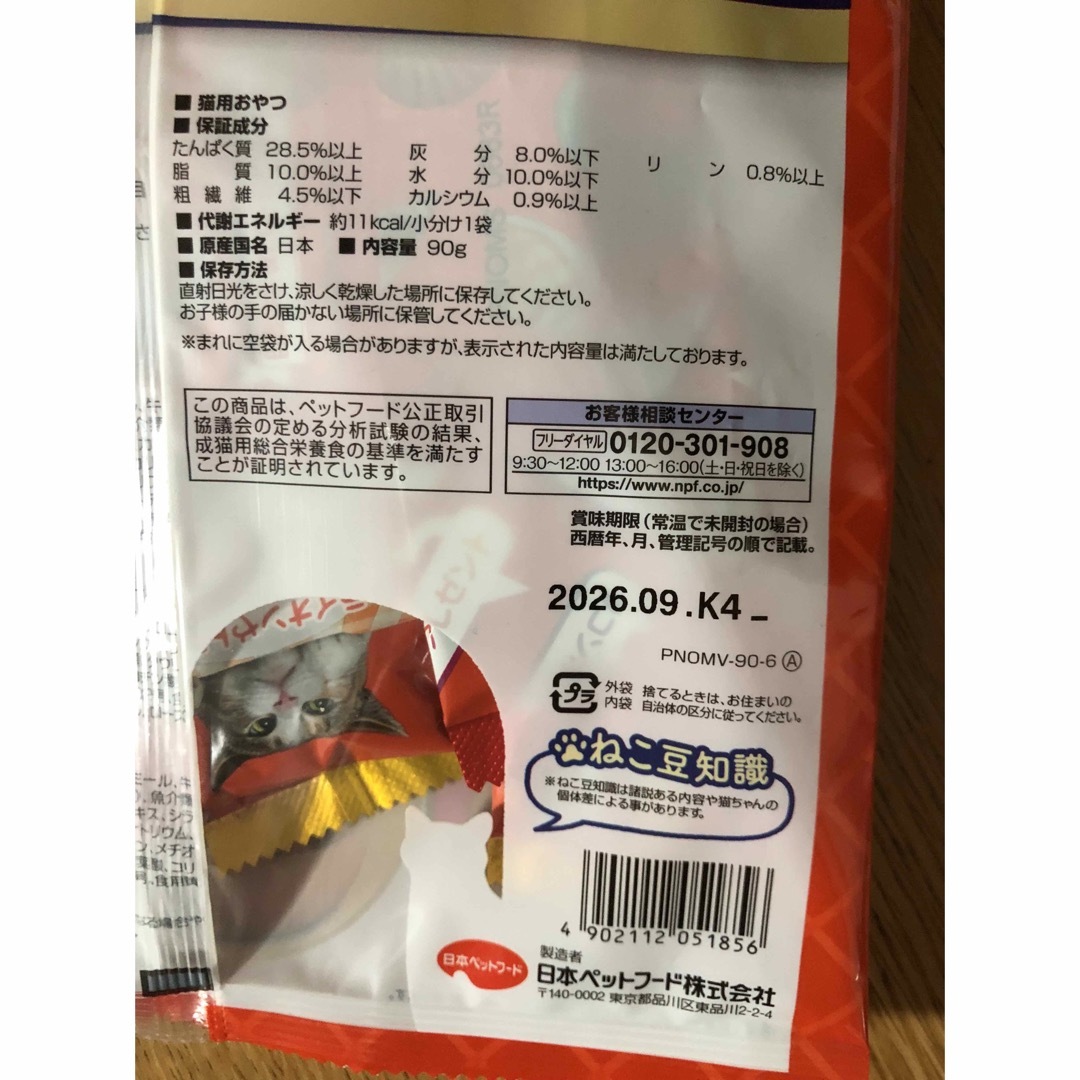 ■ 猫用おやつ
■ 保証成分
たんぱく質 28.5%以上 灰分 8.0%以下 リン 0.8%以上
脂質 10.0%以上 水分 10.0%以下
粗繊維 4.5%以下 カルシウム 0.9%以上
■ 代謝エネルギー 約11kcal/小分け1袋
■ 原産国名 日本 ■ 内容量 90g
■ 保存方法
直射日光をさけ、涼しく乾燥した場所に保存してください。
お子様の手の届かない場所に保管してください。
※まれに空袋が入る場合がありますが、表示された内容量は満たしております。
この商品は、ペットフード公正取引
協議会の定める分析試験の結果、
成猫用総合栄養食の基準を満たす
ことが証明されています。
お客様相談センター
フリーダイヤル 0120-301-908
9:30～12:00 13:00～16:00(土・日・祝日を除く)
https://www.npf.co.jp/
賞味期限(常温で未開封の場合)
西暦年、月、管理記号の順で記載。
2026.09.K4
PNOMV-90-6 Ⓐ
プラ 外袋 内袋
捨てるときは、お住まいの
自治体の区分に従ってください。
ねこ豆知識
※ねこ豆知識は諸説ある内容や猫ちゃんの
個体差による事があります。
4 902112 051856
日本ペットフード
製造者
日本ペットフード株式会社
〒140-0002 東京都品川区東品川2-2-4